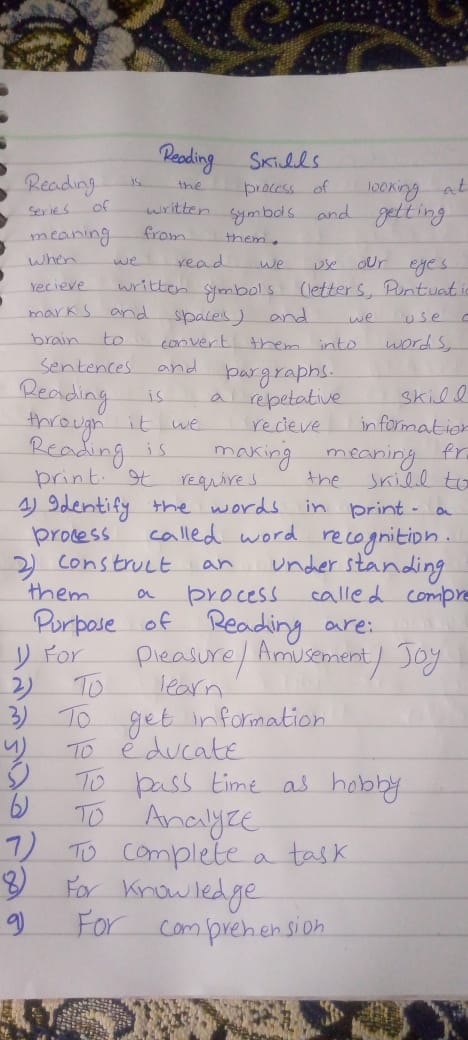 Reading Skills
Reading is the process of looking at
series of written symbols and getting
meaning from them.
When we read we use our eyes
recieve written symbols (letters, Puntuatio
marks and spaces) and we use
brain to convert them into words,
sentences and pargraphs.
Reading is a repetative skill
through it we recieve information
Reading is making meaning fr
print. It requires the skill to
1) Identify the words in print - a
process called word recognition.
2) construct an understanding
them a process called compre
Purpose of Reading are:
1) For pleasure/Amusement/Joy
2) To learn
3) To get information
4) To educate
5) To pass time as hobby
6) To Analyze
7) To complete a task
8) For Knowledge
9) For comprehension